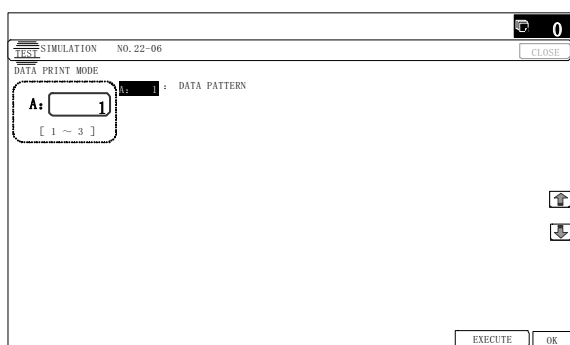 0
TEST SIMULATION NO. 22-06
CLOSE
DATA PRINT MODE
A: 1
[ 1 ~ 3 ]
A: 1 : DATA PATTERN
EXECUTE OK